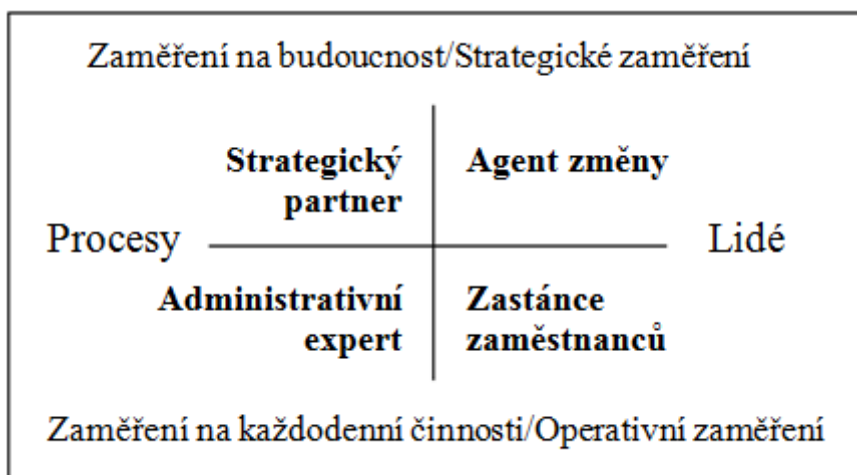 Zaměření na budoucnost/Strategické zaměření
Strategický
partner
Agent změny
Procesy
Lidé
Administrativní
expert
Zastánce
zaměstnanců
Zaměření na každodenní činnosti/Operativní zaměření